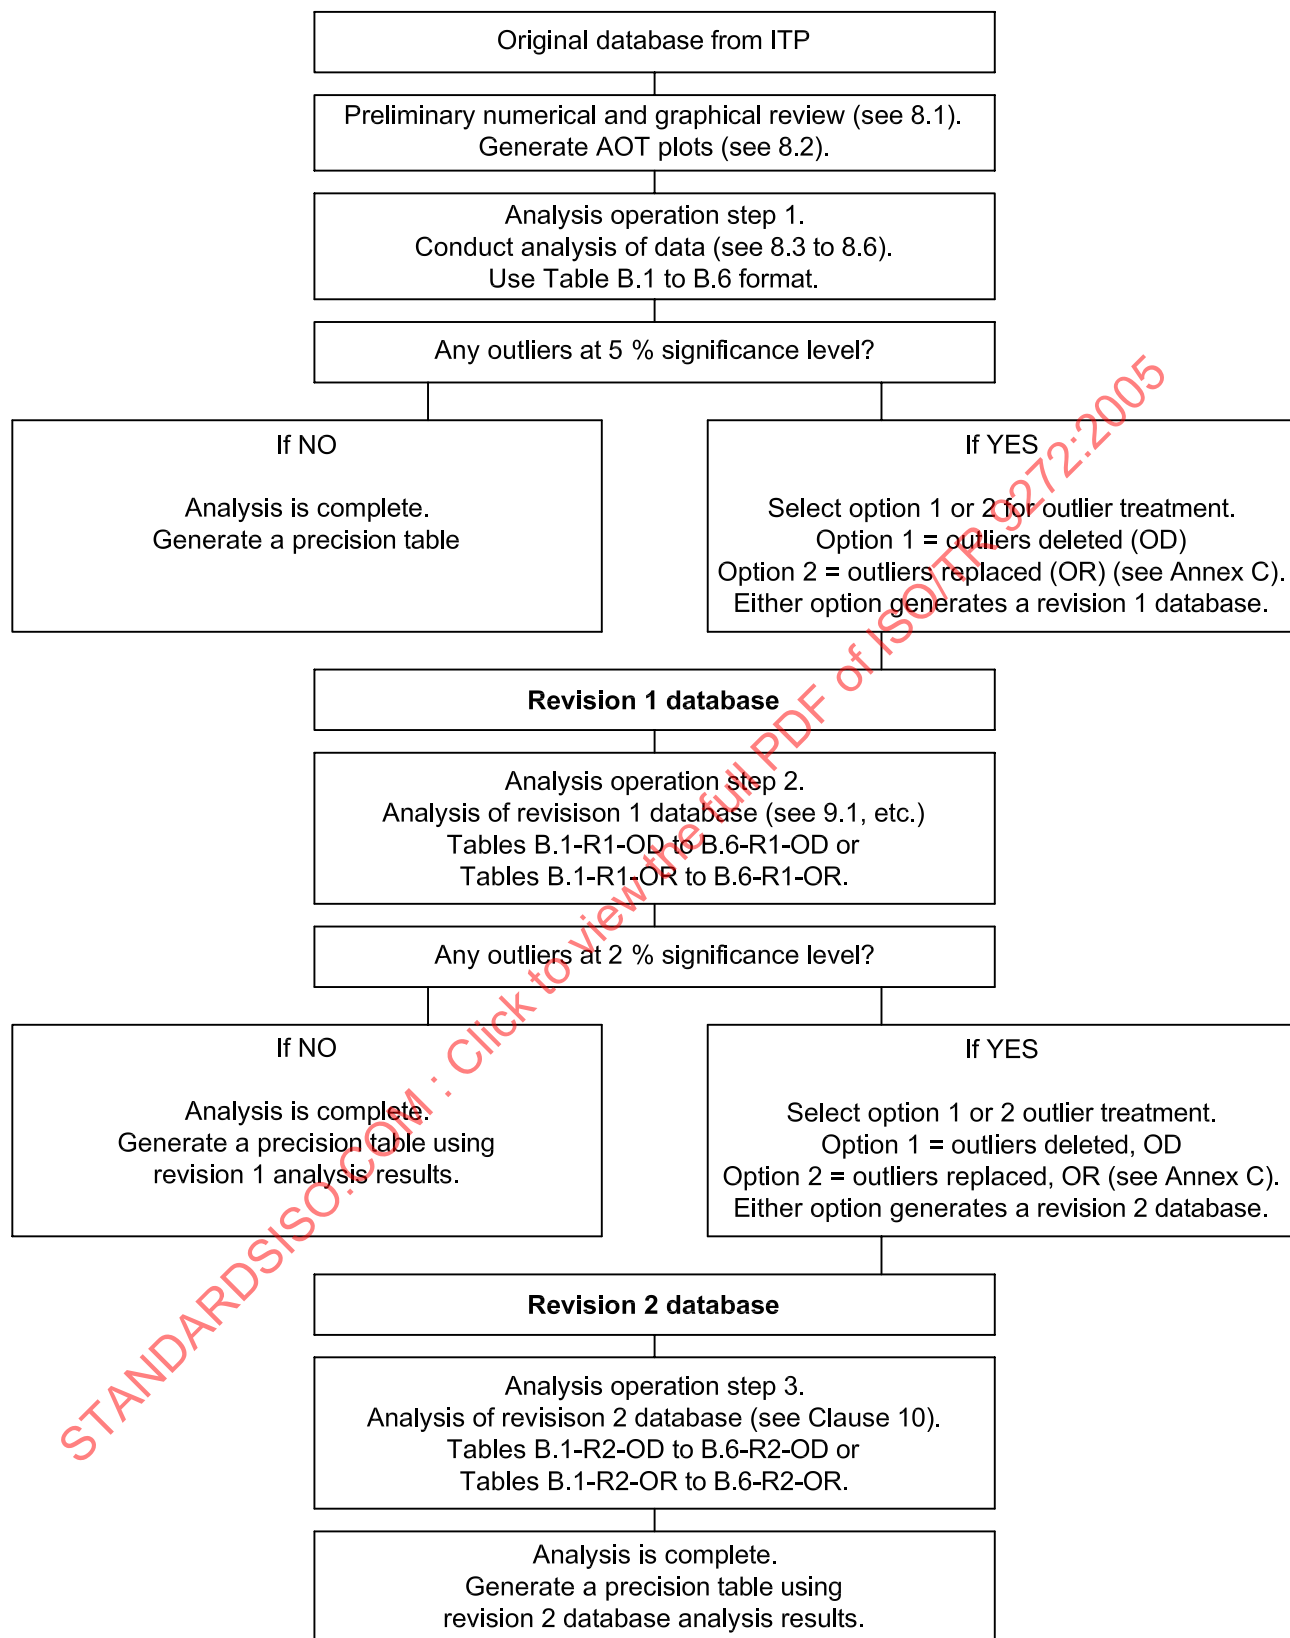 Original database from ITP
Preliminary numerical and graphical review (see 8.1).
Generate AOT plots (see 8.2).
Analysis operation step 1.
Conduct analysis of data (see 8.3 to 8.6).
Use Table B.1 to B.6 format.
Any outliers at 5 % significance level?
If NO
Analysis is complete.
Generate a precision table
If YES
Select option 1 or 2 for outlier treatment.
Option 1 = outliers deleted (OD)
Option 2 = outliers replaced (OR) (see Annex C).
Either option generates a revision 1 database.
Revision 1 database
Analysis operation step 2.
Analysis of revisison 1 database (see 9.1, etc.)
Tables B.1-R1-OD to B.6-R1-OD or
Tables B.1-R1-OR to B.6-R1-OR.
Any outliers at 2 % significance level?
If NO
Analysis is complete.
Generate a precision table using
revision 1 analysis results.
If YES
Select option 1 or 2 outlier treatment.
Option 1 = outliers deleted, OD
Option 2 = outliers replaced, OR (see Annex C).
Either option generates a revision 2 database.
Revision 2 database
Analysis operation step 3.
Analysis of revisison 2 database (see Clause 10).
Tables B.1-R2-OD to B.6-R2-OD or
Tables B.1-R2-OR to B.6-R2-OR.
Analysis is complete.
Generate a precision table using
revision 2 database analysis results.
STANDARDSISO.COM : Click to view the full PDF of ISO/TR 9272:2005